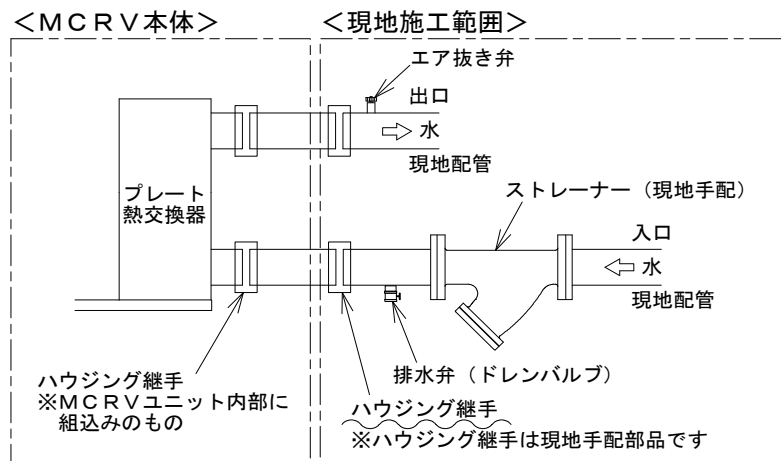 ＜ＭＣＲＶ本体＞
＜現地施工範囲＞
エア抜き弁
出口
水
現地配管
プレート
熱交換器
ストレーナー（現地手配）
入口
水
現地配管
排水弁（ドレンバルブ）
ハウジング継手
※ＭＣＲＶユニット内部に
組込みのもの
ハウジング継手
※ハウジング継手は現地手配部品です